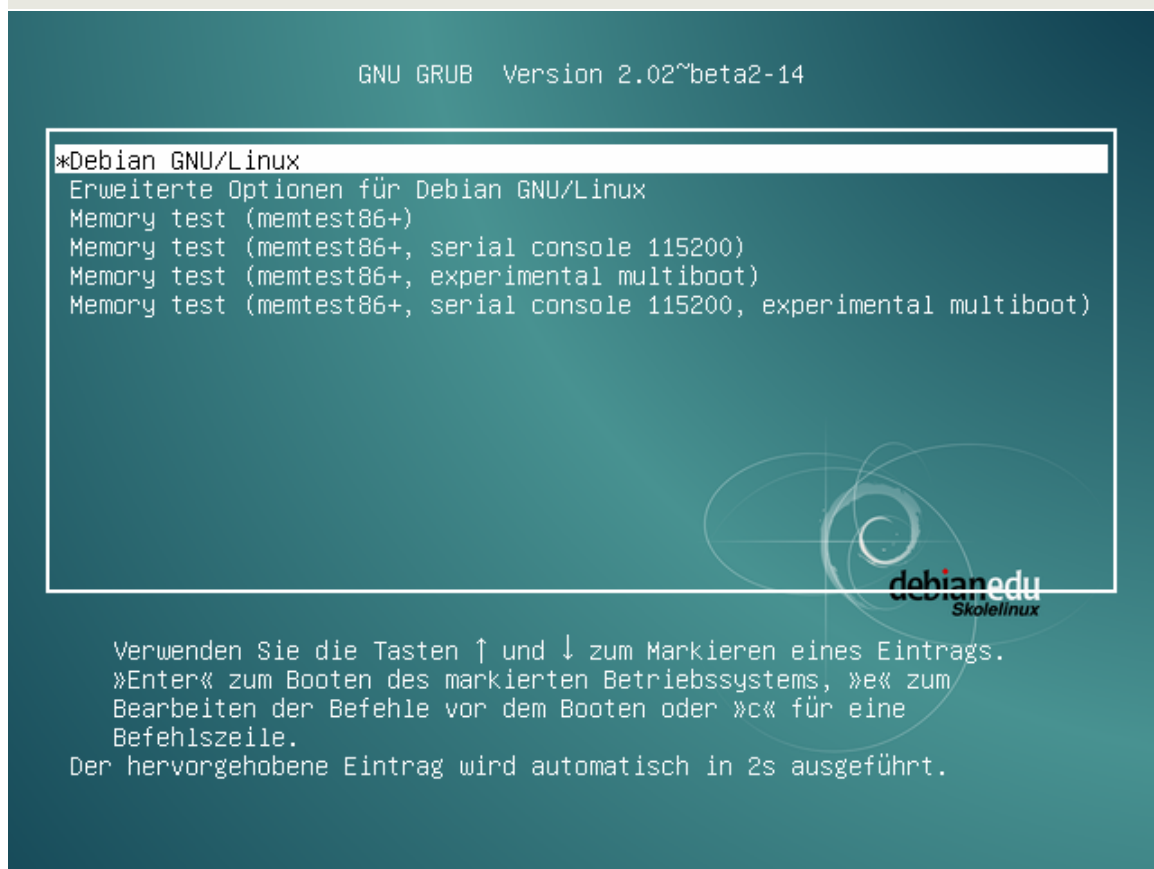 GNU GRUB  Version 2.02~beta2-14
*Debian GNU/Linux
Erweiterte Optionen für Debian GNU/Linux
Memory test (memtest86+)
Memory test (memtest86+, serial console 115200)
Memory test (memtest86+, experimental multiboot)
Memory test (memtest86+, serial console 115200, experimental multiboot)
debianedu
Skolelinux
Verwenden Sie die Tasten ↑ und ↓ zum Markieren eines Eintrags.
»Enter« zum Booten des markierten Betriebssystems, »e« zum
Bearbeiten der Befehle vor dem Booten oder »c« für eine
Befehlszeile.
Der hervorgehobene Eintrag wird automatisch in 2s ausgeführt.